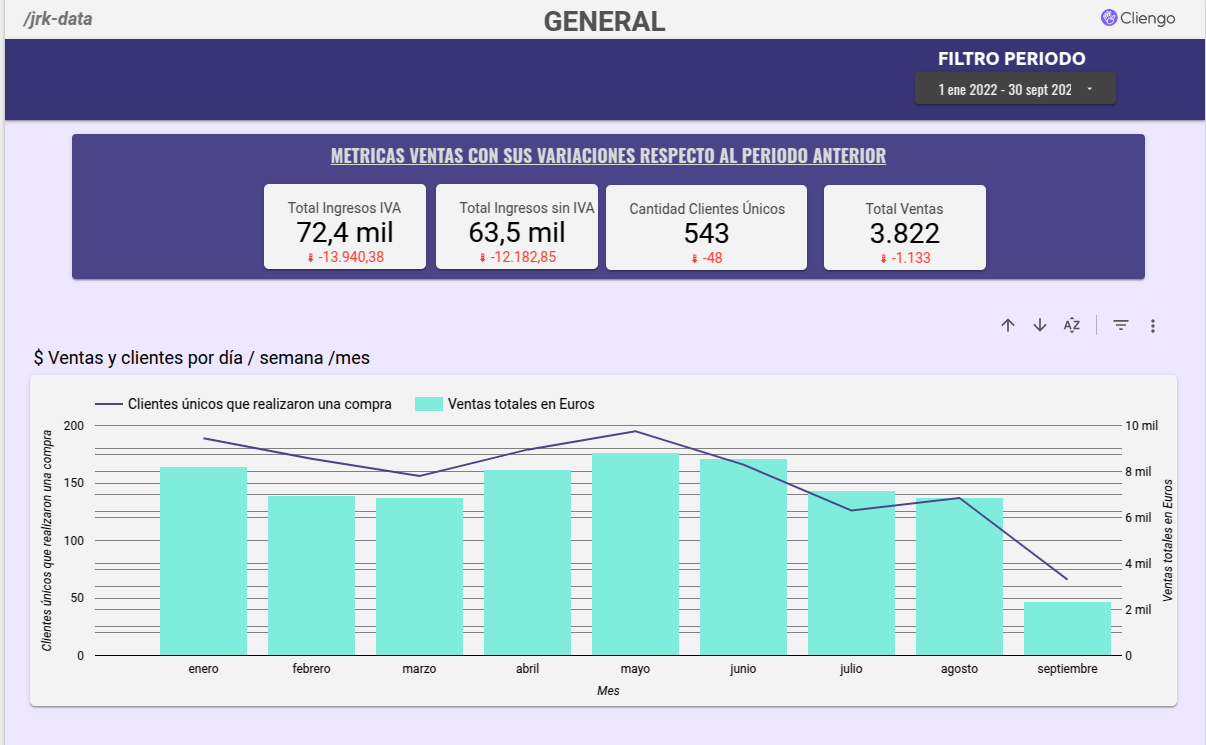 /jrk-data
GENERAL
Cliengo
FILTRO PERIODO
1 ene 2022 - 30 sept 202
METRICAS VENTAS CON SUS VARIACIONES RESPECTO AL PERIODO ANTERIOR
Total Ingresos IVA
72,4 mil
-13.940,38
Total Ingresos sin IVA
63,5 mil
-12.182,85
Cantidad Clientes Únicos
543
-48
Total Ventas
3.822
-1.133
AZ
$ Ventas y clientes por día / semana /mes
Clientes únicos que realizaron una compra
Ventas totales en Euros
Clientes únicos que realizaron una compra
200
150
100
50
0
10 mil
8 mil
6 mil
4 mil
2 mil
0
Ventas totales en Euros
enero febrero marzo abril mayo junio julio agosto septiembre
Mes